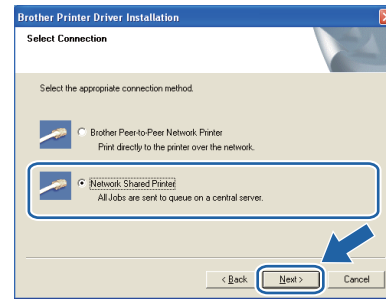 Brother Printer Driver Installation
Select Connection
Select the appropriate connection method.
Brother Peer-to-Peer Network Printer
Print directly to the printer over the network.
Network Shared Printer
All Jobs are sent to queue on a central server.
< Back
Next >
Cancel